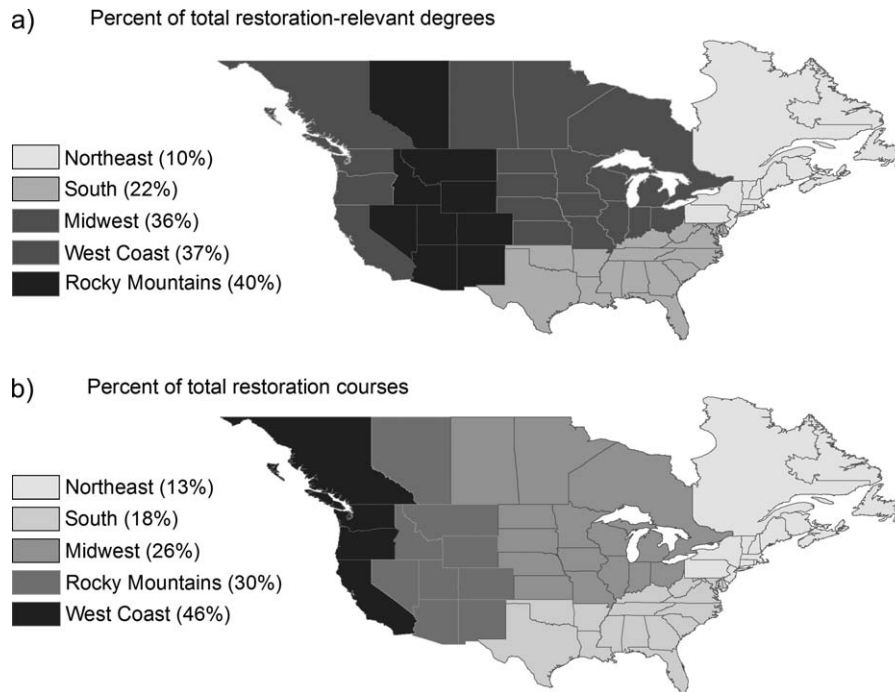 a) Percent of total restoration-relevant degrees
Northeast (10%)
South (22%)
Midwest (36%)
West Coast (37%)
Rocky Mountains (40%)
b) Percent of total restoration courses
Northeast (13%)
South (18%)
Midwest (26%)
Rocky Mountains (30%)
West Coast (46%)